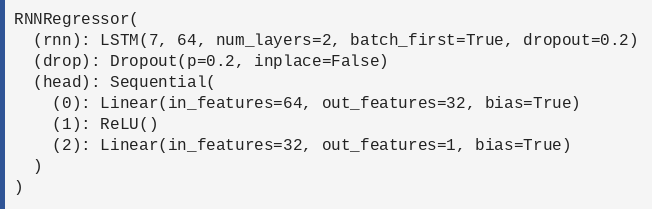 RNNRegressor(
  (rnn): LSTM(7, 64, num_layers=2, batch_first=True, dropout=0.2)
  (drop): Dropout(p=0.2, inplace=False)
  (head): Sequential(
    (0): Linear(in_features=64, out_features=32, bias=True)
    (1): ReLU()
    (2): Linear(in_features=32, out_features=1, bias=True)
  )
)